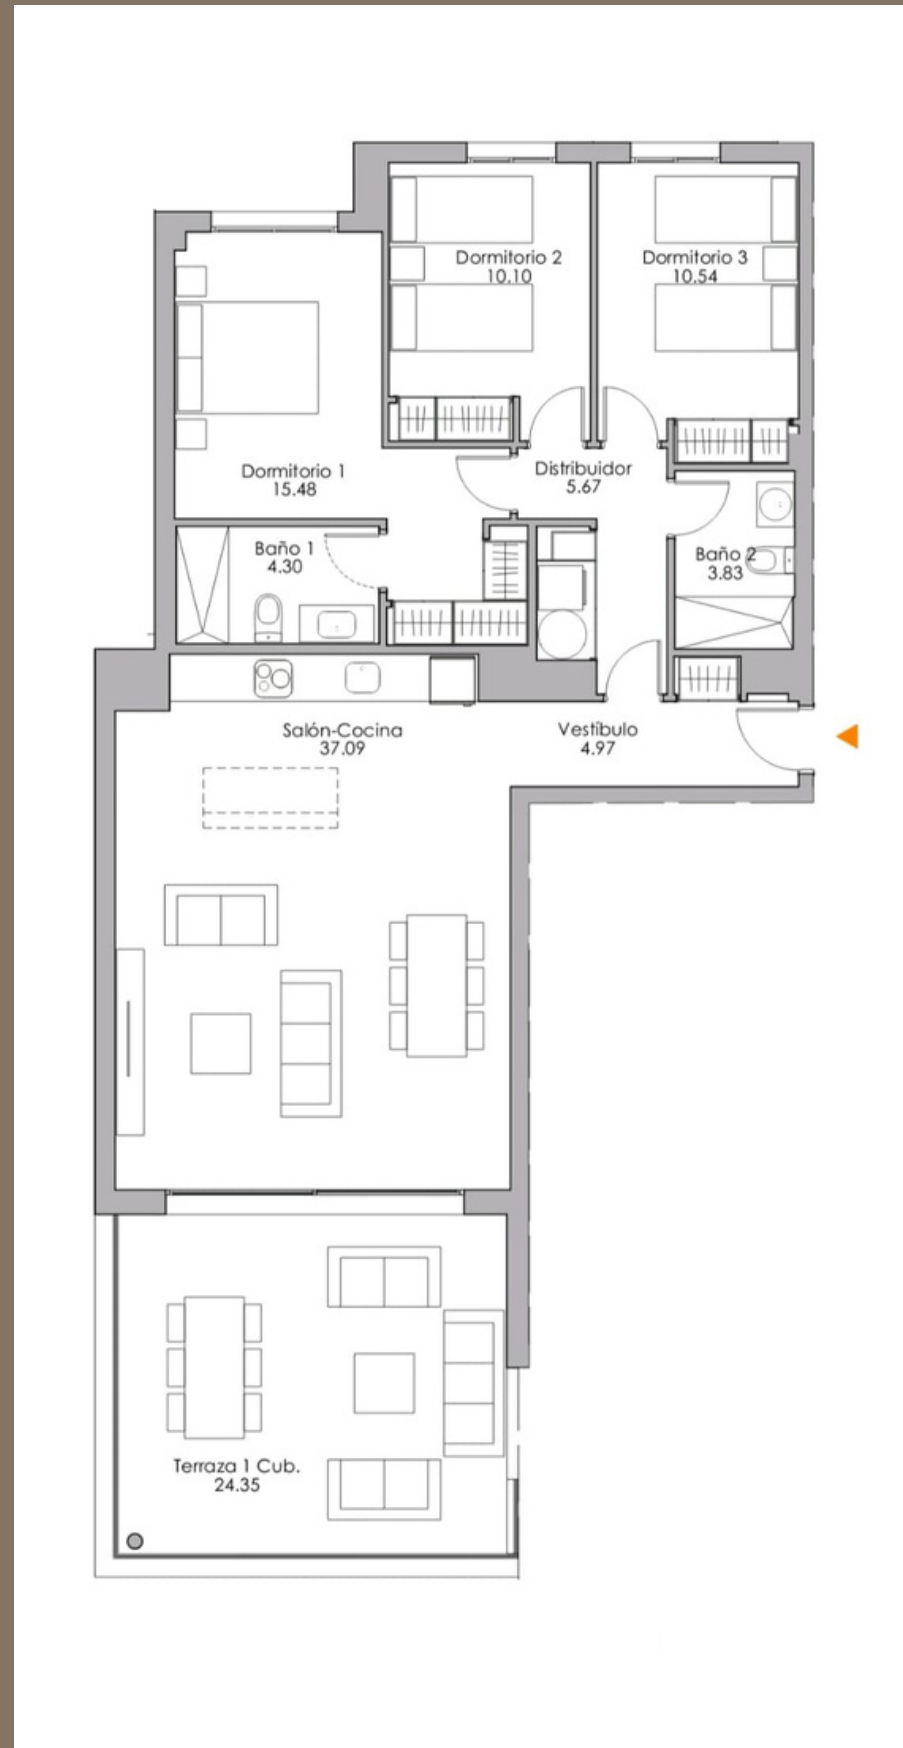 Dormitorio 2
10.10
Dormitorio 3
10.54
Dormitorio 1
15.48
Distribuidor
5.67
Baño 1
4.30
Baño 2
3.83
Salón-Cocina
37.09
Vestíbulo
4.97
Terraza 1 Cub.
24.35